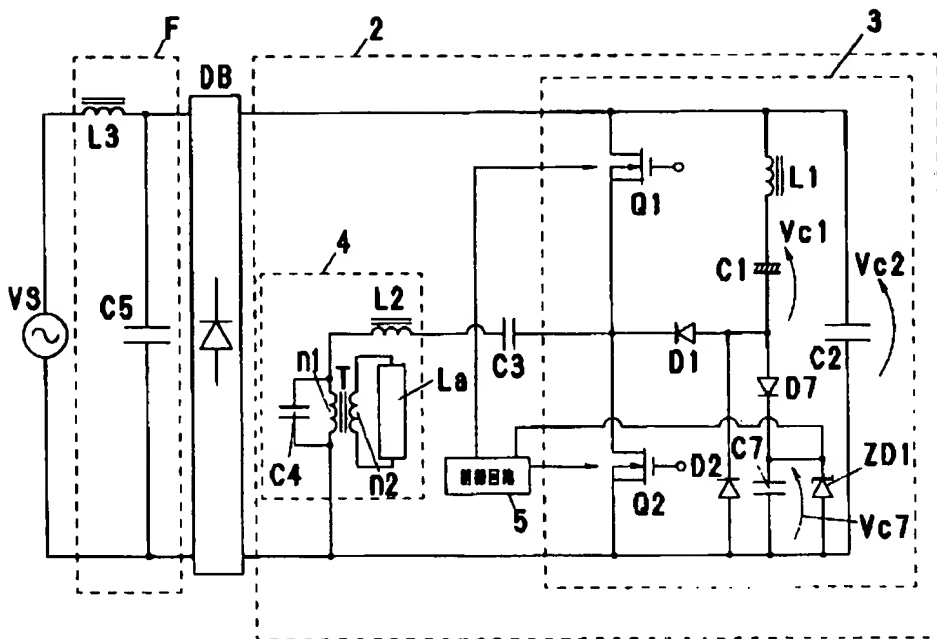 F
2
3
DB
L3
Q1
L1
Vc1
C1
Vc2
4
VS
C5
L2
C3
D1
C2
n1
T
La
D7
C4
n2
制御回路
5
D2
Q2
C7
ZD1
Vc7